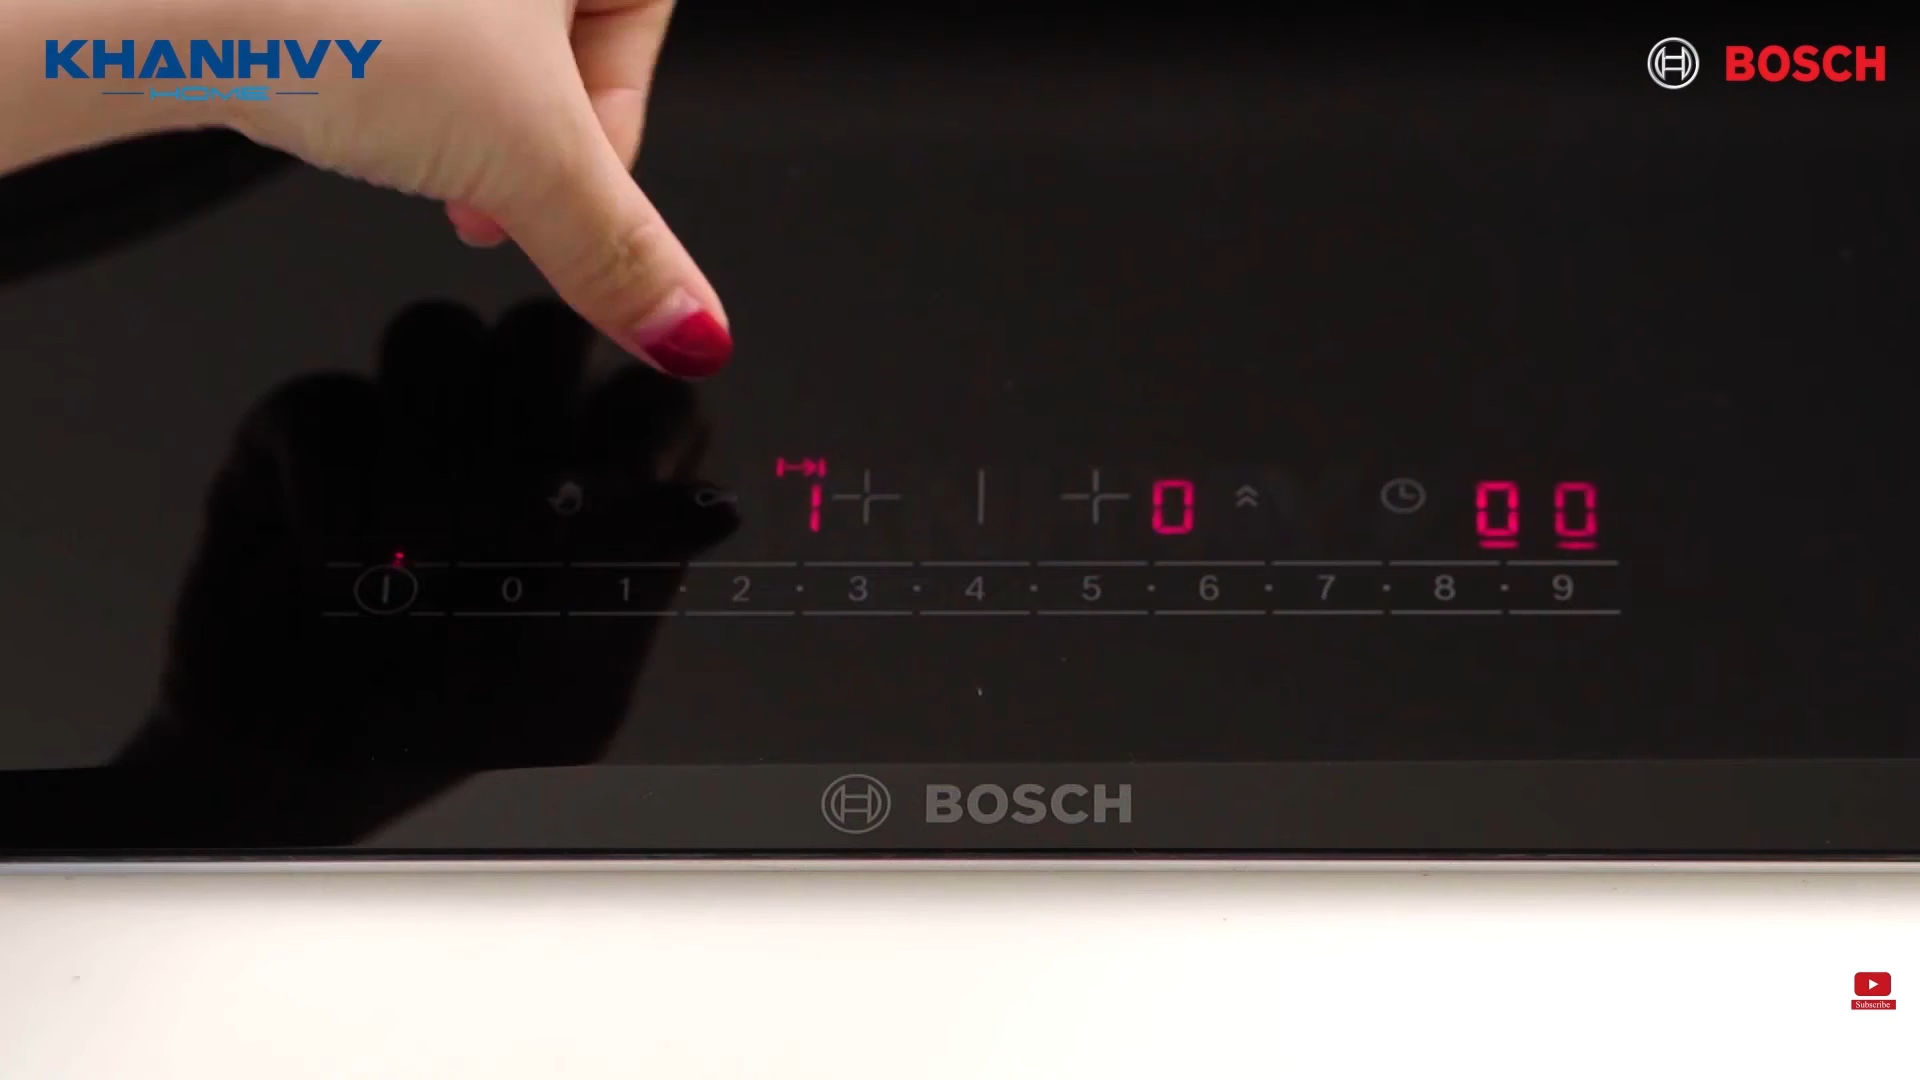 KHANHVY
HOME
BOSCH
1 0 00
0 1 2 3 4 5 6 7 8 9
BOSCH
Subscribe